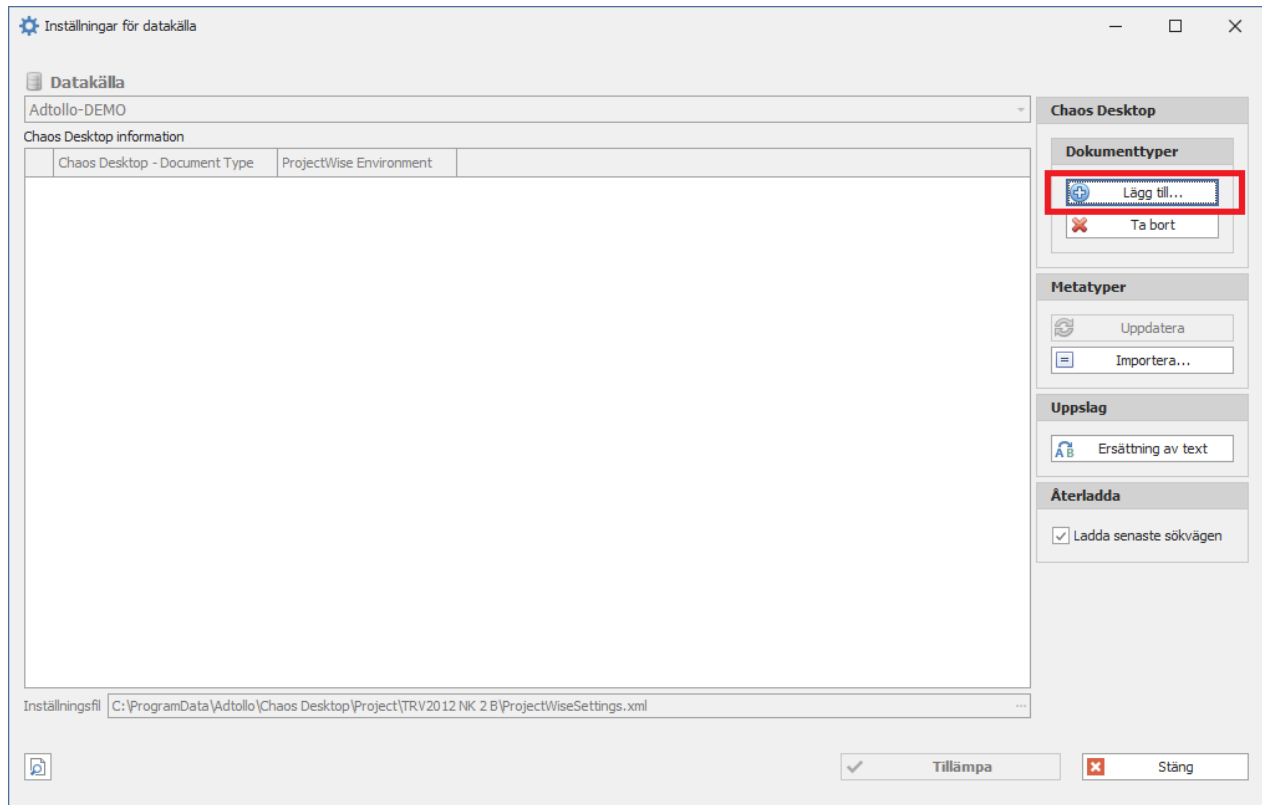 Inställningar för datakälla
Datakälla
Adtollo-DEMO
Chaos Desktop information
Chaos Desktop - Document Type
ProjectWise Environment
Chaos Desktop
Dokumenttyper
Lägg till...
Ta bort
Metatyper
Uppdatera
Importera...
Uppslag
Ersättning av text
Återladda
Ladda senaste sökvägen
Inställningsfil C:\ProgramData\Adtollo\Chaos Desktop\Project\TRV2012 NK 2 B\ProjectWiseSettings.xml ...
Tillämpa
Stäng